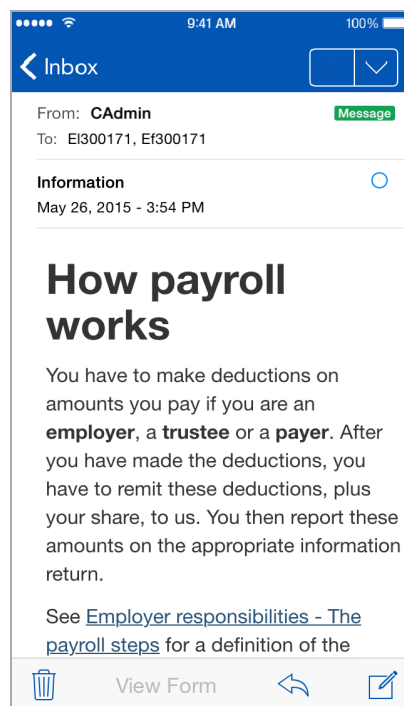 9:41 AM
100%
Inbox
From: CAdmin
Message
To: El300171, Ef300171
Information
May 26, 2015 - 3:54 PM
How payroll
works
You have to make deductions on
amounts you pay if you are an
employer, a trustee or a payer. After
you have made the deductions, you
have to remit these deductions, plus
your share, to us. You then report these
amounts on the appropriate information
return.
See Employer responsibilities - The
payroll steps for a definition of the
View Form